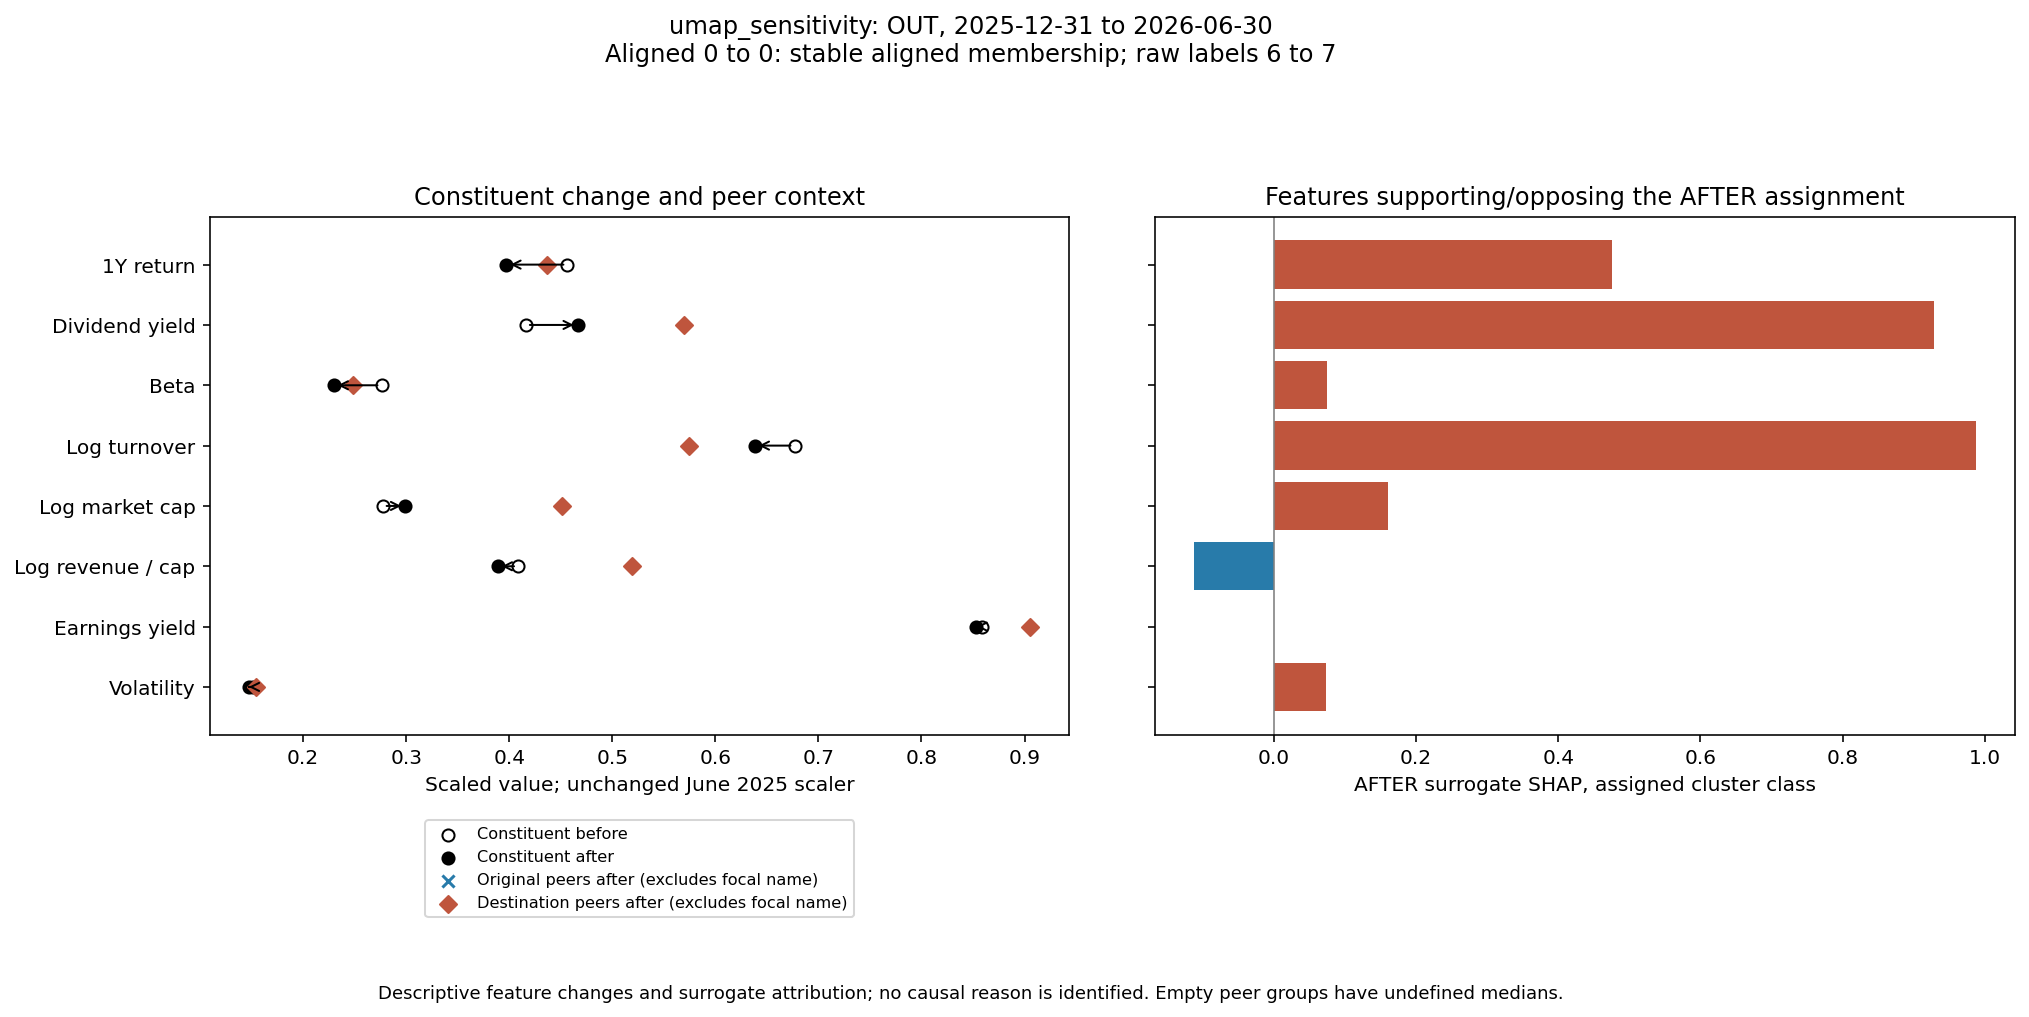 umap_sensitivity: OUT, 2025-12-31 to 2026-06-30
Aligned 0 to 0: stable aligned membership; raw labels 6 to 7
Constituent change and peer context
1Y return
Dividend yield
Beta
Log turnover
Log market cap
Log revenue / cap
Earnings yield
Volatility
0.2 0.3 0.4 0.5 0.6 0.7 0.8 0.9
Scaled value; unchanged June 2025 scaler
Constituent before
Constituent after
Original peers after (excludes focal name)
Destination peers after (excludes focal name)
Features supporting/opposing the AFTER assignment
0.0 0.2 0.4 0.6 0.8 1.0
AFTER surrogate SHAP, assigned cluster class
Descriptive feature changes and surrogate attribution; no causal reason is identified. Empty peer groups have undefined medians.